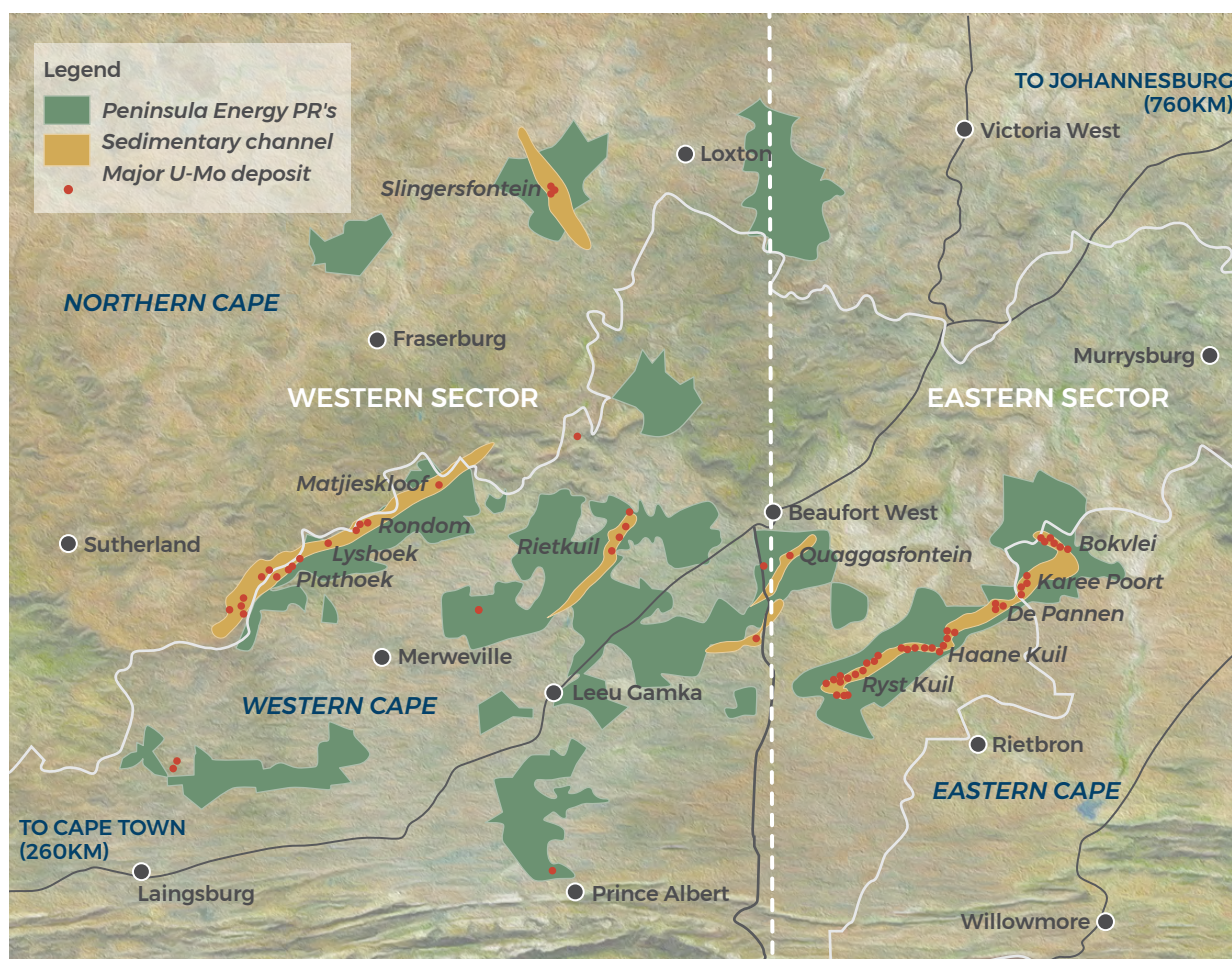 Legend
Peninsula Energy PR's
Sedimentary channel
Major U-Mo deposit
TO JOHANNESBURG
(760KM)
Victoria West
Loxton
Slingersfontein
NORTHERN CAPE
Fraserburg
Murrysburg
WESTERN SECTOR
EASTERN SECTOR
Matjieskloof
Rondom
Beaufort West
Sutherland
Lyshoek
Rietkuil
Quaggasfontein
Bokvlei
Plathoek
Karee Poort
De Pannen
Merweville
Haane Kuil
Ryst Kuil
Leeu Gamka
WESTERN CAPE
Rietbron
EASTERN CAPE
TO CAPE TOWN
(260KM)
Laingsburg
Prince Albert
Willowmore